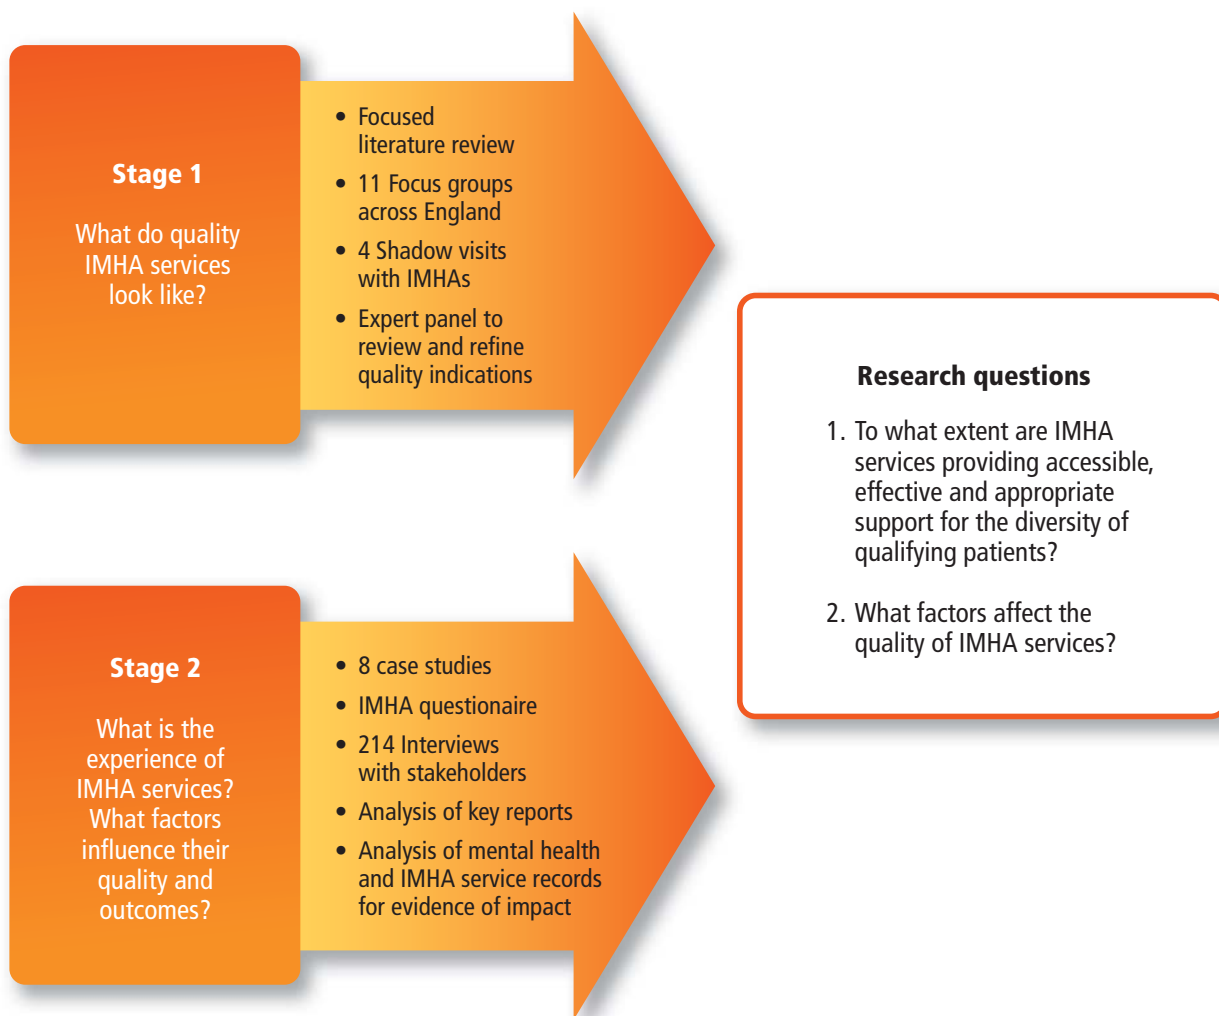 Stage 1
What do quality
IMHA services
look like?
• Focused
literature review
• 11 Focus groups
across England
• 4 Shadow visits
with IMHAs
• Expert panel to
review and refine
quality indications
Stage 2
What is the
experience of
IMHA services?
What factors
influence their
quality and
outcomes?
• 8 case studies
• IMHA questionaire
• 214 Interviews
with stakeholders
• Analysis of key reports
• Analysis of mental health
and IMHA service records
for evidence of impact
Research questions
1. To what extent are IMHA
services providing accessible,
effective and appropriate
support for the diversity of
qualifying patients?
2. What factors affect the
quality of IMHA services?